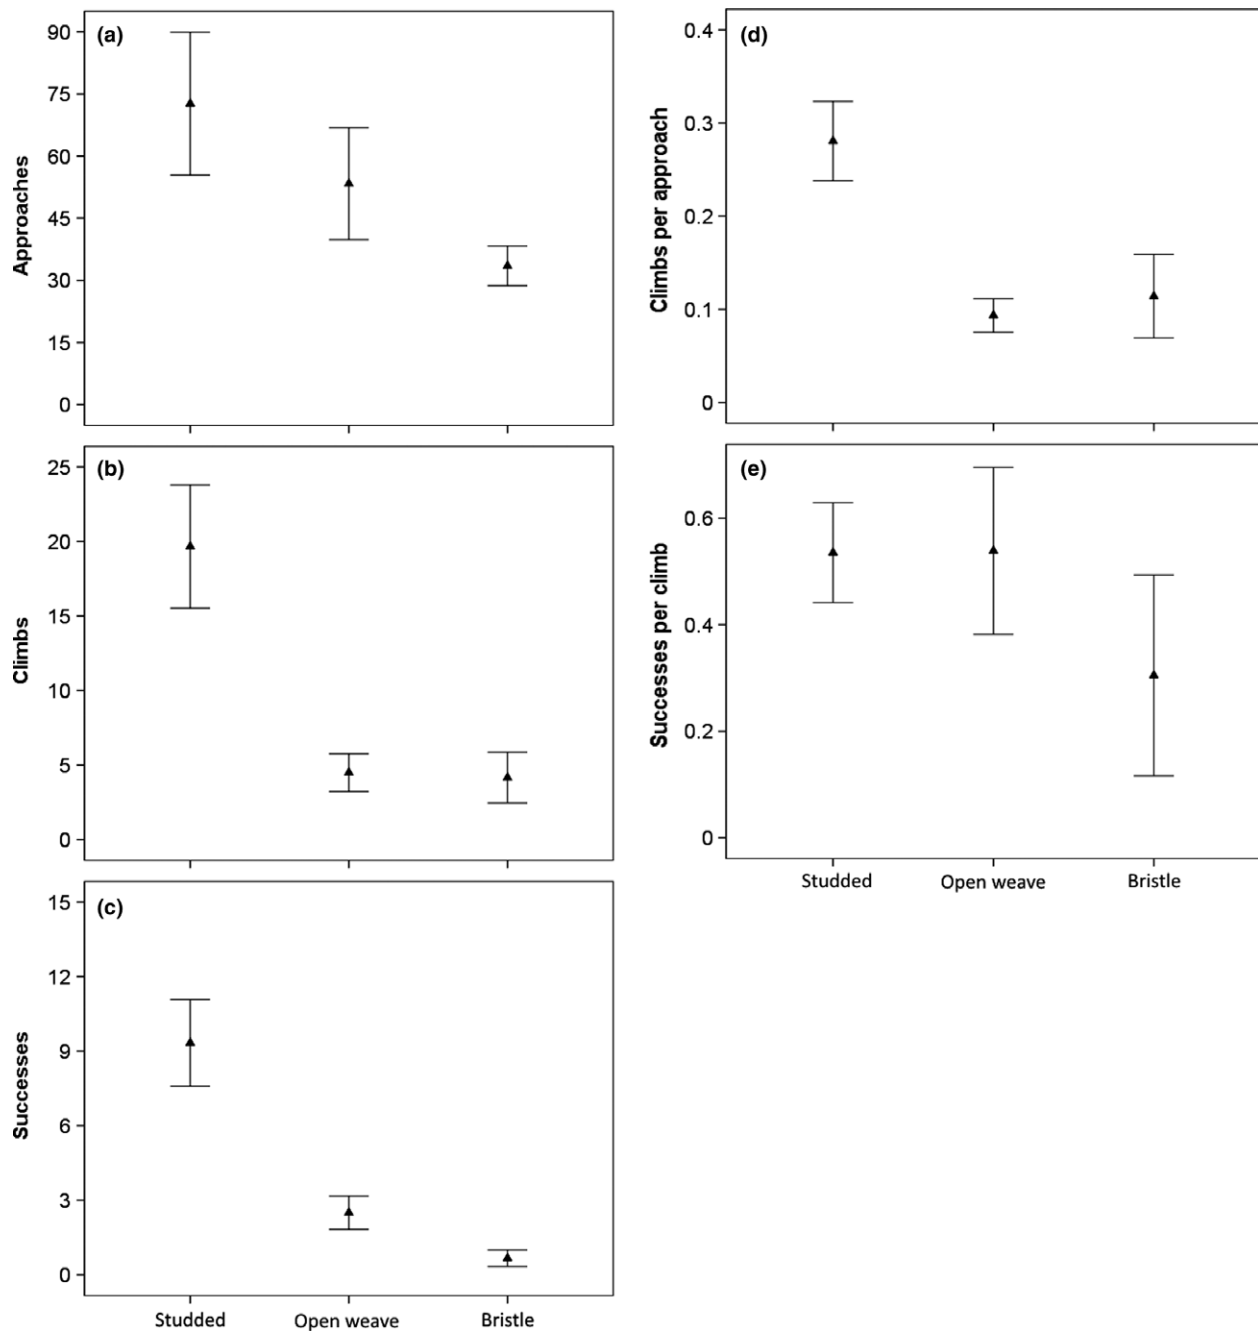 (a)
Approaches
90
75
60
45
30
15
0
(b)
Climbs
25
20
15
10
5
0
(c)
Successes
15
12
9
6
3
0
Studded Open weave Bristle
(d)
Climbs per approach
0.4
0.3
0.2
0.1
0
(e)
Successes per climb
0.6
0.4
0.2
0
Studded Open weave Bristle